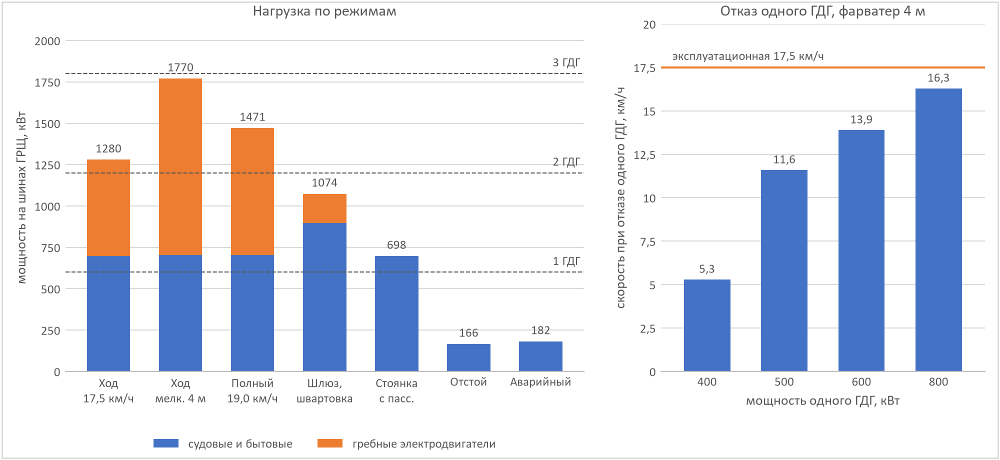 Нагрузка по режимам
мощность на шинах ГРЩ, кВт
2000
1750
1500
1250
1000
750
500
250
0
3 ГДГ
2 ГДГ
1 ГДГ
1280
1770
1471
1074
698
166
182
Ход
17,5 км/ч
Ход
мелк. 4 м
Полный
19,0 км/ч
Шлюз,
швартовка
Стоянка
с пасс.
Отстой
Аварийный
судовые и бытовые
гребные электродвигатели
Отказ одного ГДГ, фарватер 4 м
скорость при отказе одного ГДГ, км/ч
20
17,5
15
12,5
10
7,5
5
2,5
0
эксплуатационная 17,5 км/ч
5,3
11,6
13,9
16,3
400
500
600
800
мощность одного ГДГ, кВт